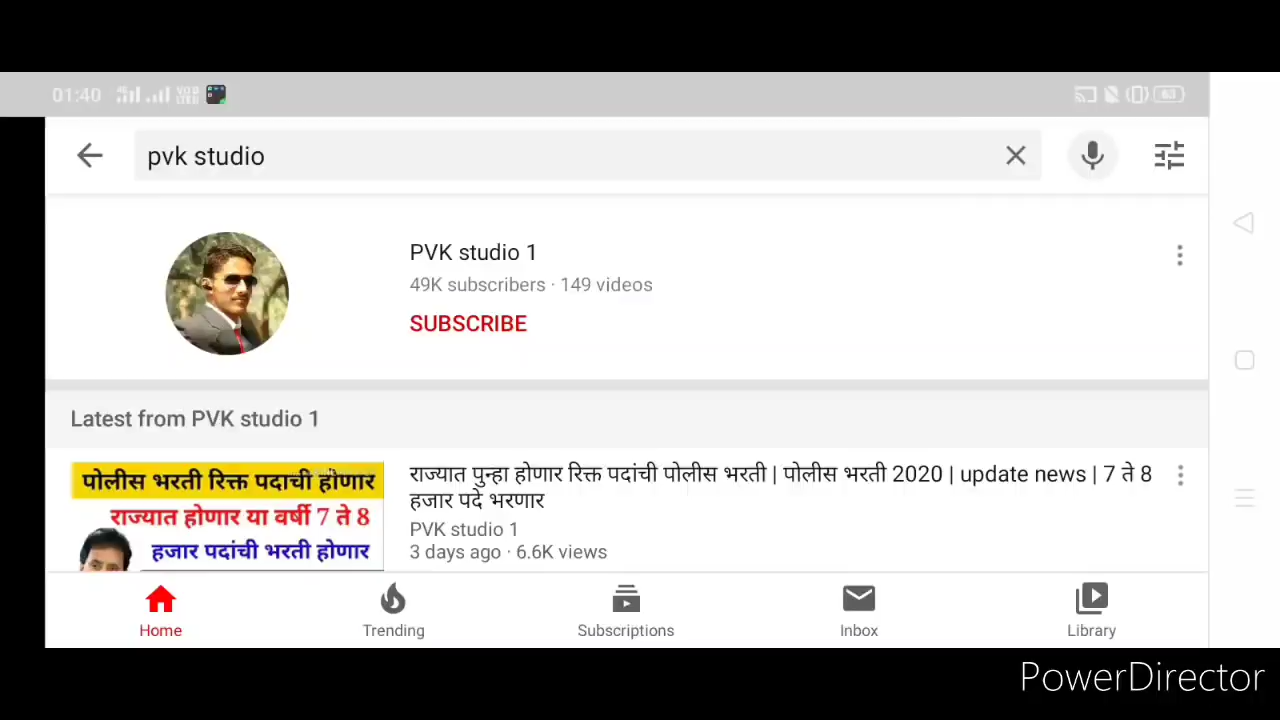 01:40
pvk studio
PVK studio 1
49K subscribers · 149 videos
SUBSCRIBE
Latest from PVK studio 1
पोलीस भरती रिक्त पदाची होणार
राज्यात होणार या वर्षी 7 ते 8
हजार पदांची भरती होणार
राज्यात पुन्हा होणार रिक्त पदांची पोलीस भरती | पोलीस भरती 2020 | update news | 7 ते 8
हजार पदे भरणार
PVK studio 1
3 days ago · 6.6K views
Home
Trending
Subscriptions
Inbox
Library
PowerDirector